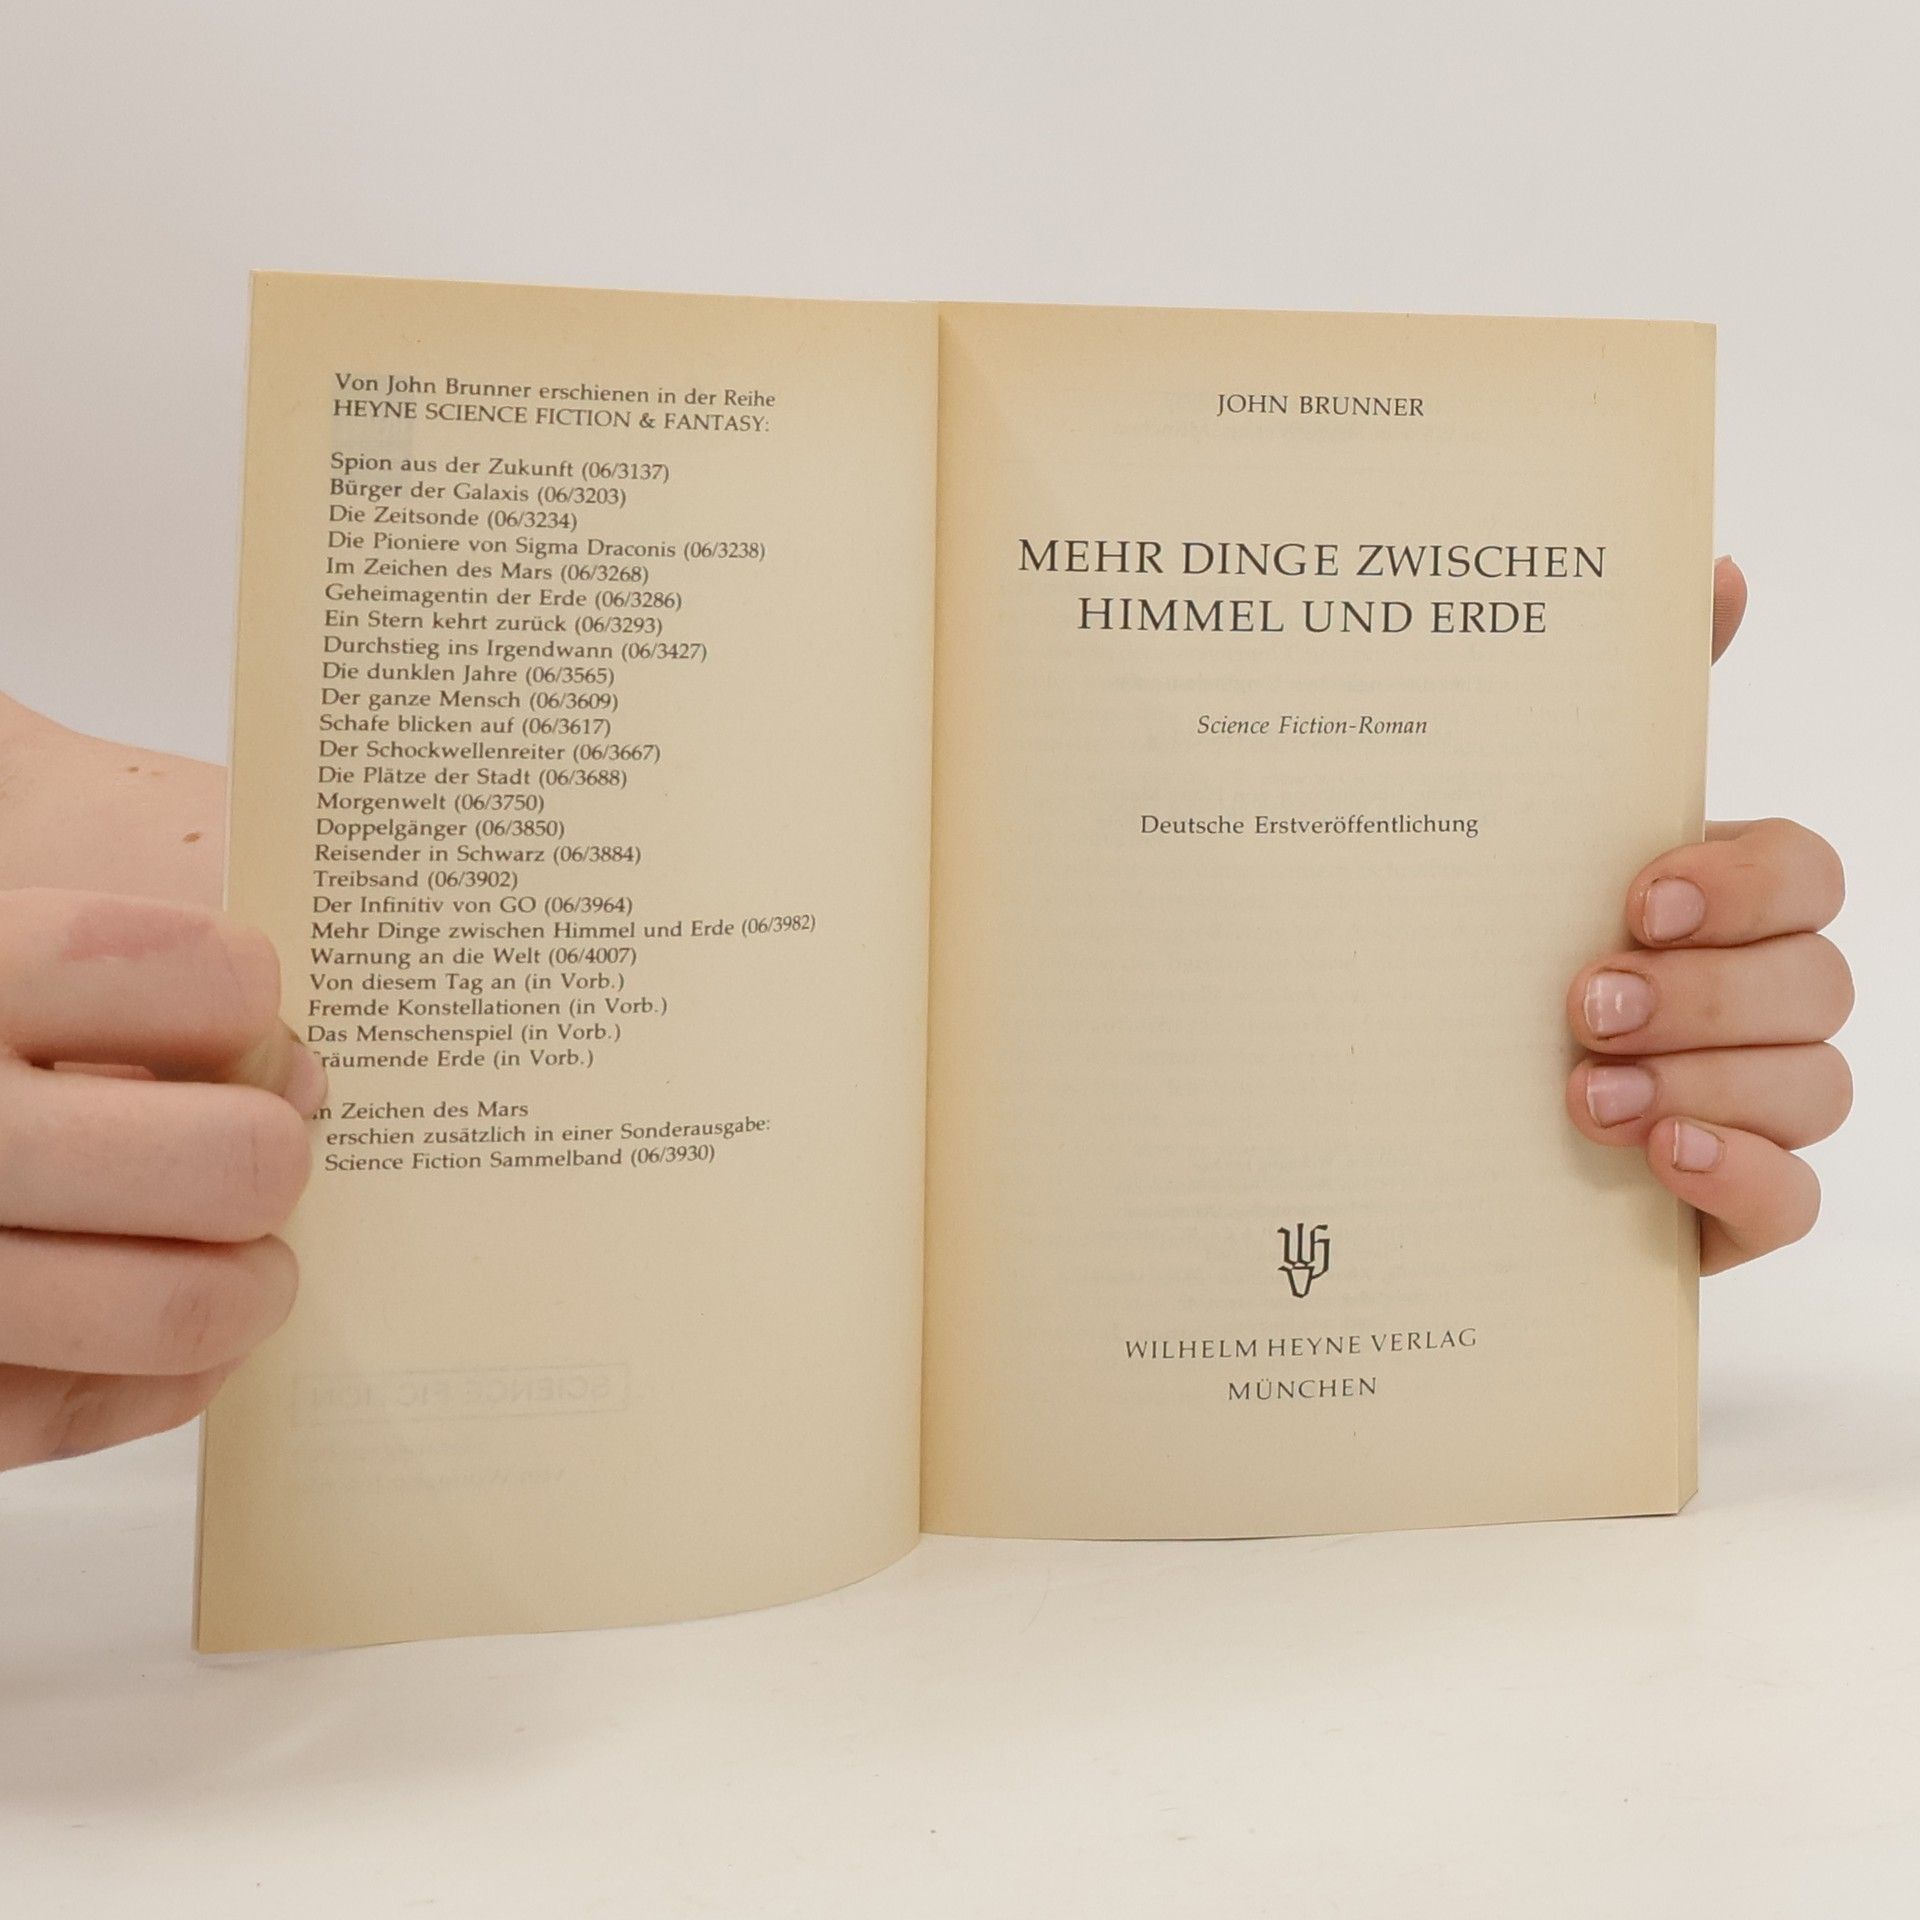 Von John Brunner erschienen in der Reihe
HEYNE SCIENCE FICTION & FANTASY:
Spion aus der Zukunft (06/3137)
Bürger der Galaxis (06/3203)
Die Zeitsonde (06/3234)
Die Pioniere von Sigma Draconis (06/3238)
Im Zeichen des Mars (06/3268)
Geheimagentin der Erde (06/3286)
Ein Stern kehrt zurück (06/3293)
Durchstieg ins Irgendwann (06/3427)
Die dunklen Jahre (06/3565)
Der ganze Mensch (06/3609)
Schafe blicken auf (06/3617)
Der Schockwellenreiter (06/3667)
Die Plätze der Stadt (06/3688)
Morgenwelt (06/3750)
Doppelgänger (06/3850)
Reisender in Schwarz (06/3884)
Treibsand (06/3902)
Der Infinitiv von GO (06/3964)
Mehr Dinge zwischen Himmel und Erde (06/3982)
Warnung an die Welt (06/4007)
Von diesem Tag an (in Vorb.)
Fremde Konstellationen (in Vorb.)
Das Menschenspiel (in Vorb.)
räumende Erde (in Vorb.)
n Zeichen des Mars
erschien zusätzlich in einer Sonderausgabe:
Science Fiction Sammelband (06/3930)
JOHN BRUNNER
MEHR DINGE ZWISCHEN
HIMMEL UND ERDE
Science Fiction-Roman
Deutsche Erstveröffentlichung
WILHELM HEYNE VERLAG
MÜNCHEN